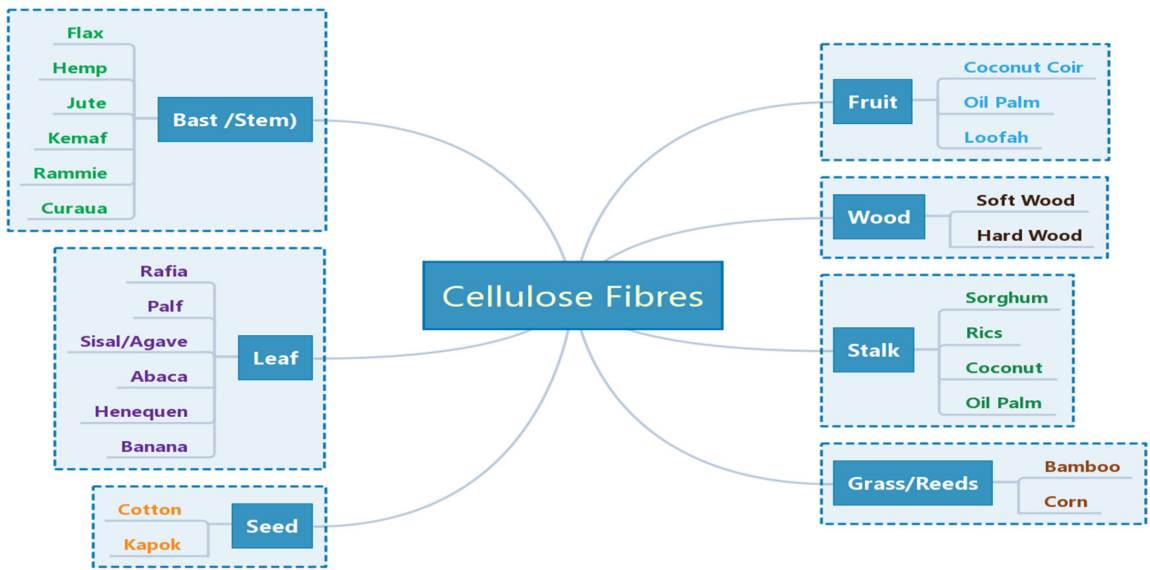 Cellulose Fibres
Bast /Stem)
Flax
Hemp
Jute
Kemaf
Rammie
Curaua
Leaf
Rafia
Palf
Sisal/Agave
Abaca
Henequen
Banana
Seed
Cotton
Kapok
Fruit
Coconut Coir
Oil Palm
Loofah
Wood
Soft Wood
Hard Wood
Stalk
Sorghum
Rics
Coconut
Oil Palm
Grass/Reeds
Bamboo
Corn